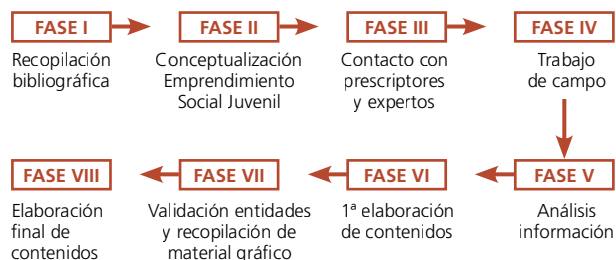 FASE I
Recopilación
bibliográfica
FASE II
Conceptualización
Emprendimiento
Social Juvenil
FASE III
Contacto con
prescriptores
y expertos
FASE IV
Trabajo
de campo
FASE V
Análisis
información
FASE VI
1ª elaboración
de contenidos
FASE VII
Validación entidades
y recopilación de
material gráfico
FASE VIII
Elaboración
final de
contenidos